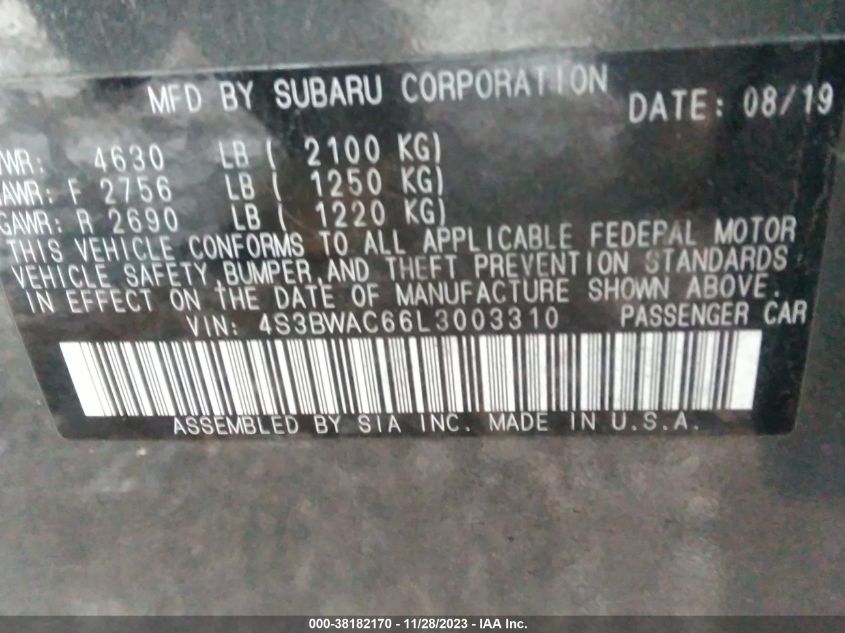 MFD BY SUBARU CORPORATION DATE: 08/19
WR: 4630 LB ( 2100 KG)
AWR: F 2756 LB ( 1250 KG)
GAWR: R 2690 LB ( 1220 KG)
THIS VEHICLE CONFORMS TO ALL APPLICABLE FEDERAL MOTOR
VEHICLE SAFETY,BUMPER,AND THEFT PREVENTION STANDARDS
IN EFFECT ON THE DATE OF MANUFACTURE SHOWN ABOVE.
VIN: 4S3BWAC66L3003310 PASSENGER CAR
ASSEMBLED BY SIA INC. MADE IN U.S.A.
000-38182170 - 11/28/2023 - IAA Inc.